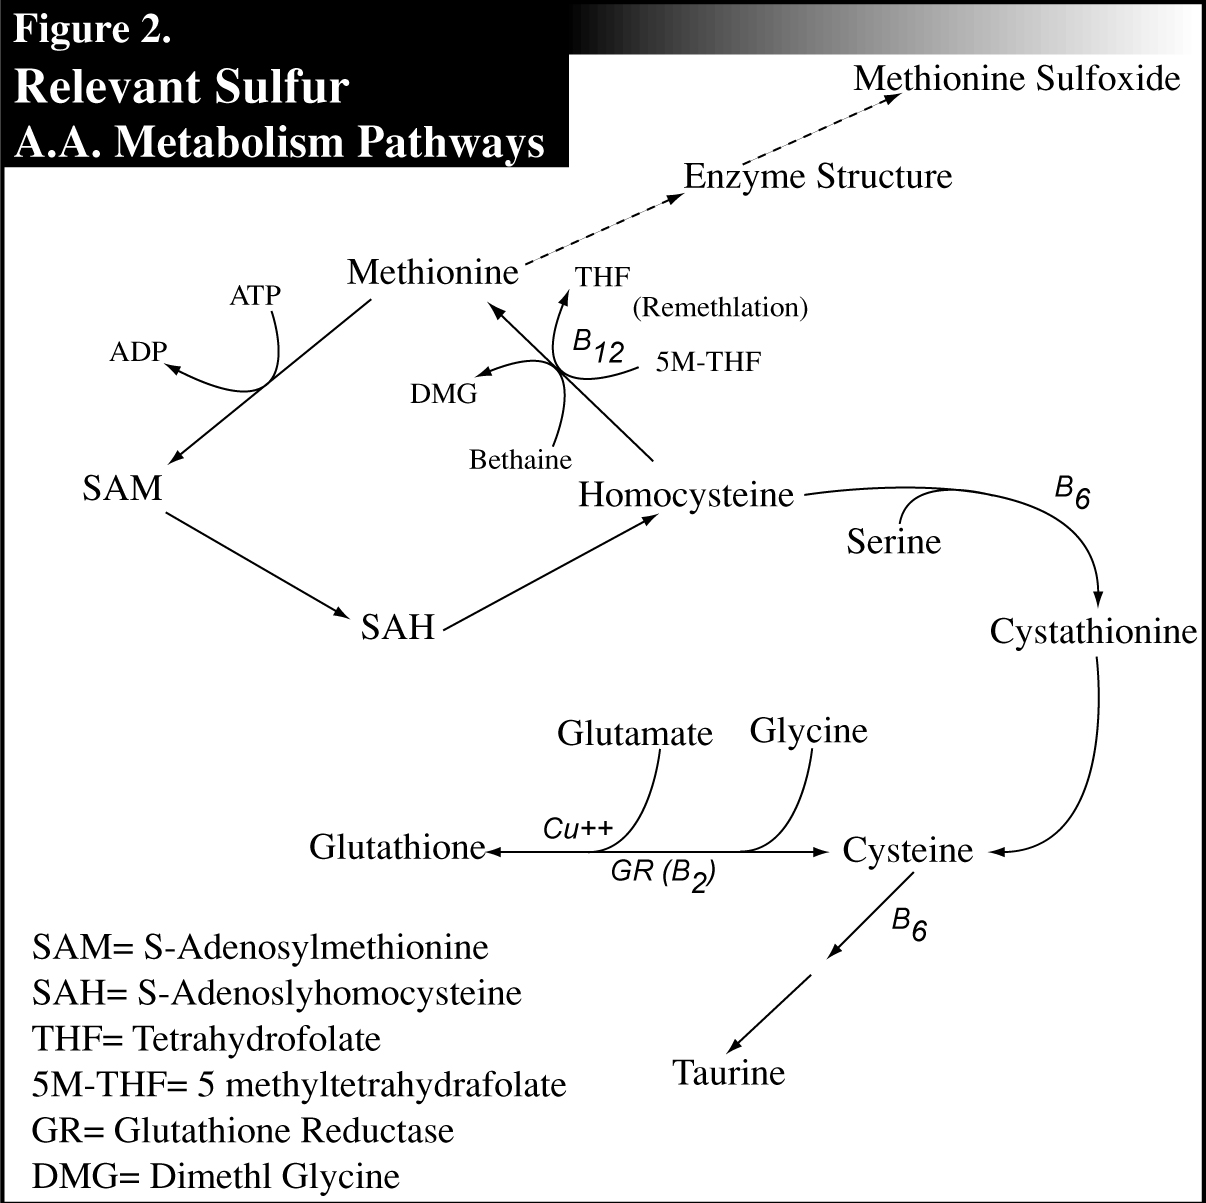 Figure 2.
Relevant Sulfur
A.A. Metabolism Pathways
Methionine Sulfoxide
Enzyme Structure
Methionine
THF
ATP
(Remethlation)
B12
ADP
5M-THF
DMG
Bethaine
SAM
Homocysteine
B6
Serine
SAH
Cystathionine
Glutamate
Glycine
Cu++
Glutathione
Cysteine
GR (B2)
B6
SAM= S-Adenosylmethionine
SAH= S-Adenoslyhomocysteine
THF= Tetrahydrofolate
Taurine
5M-THF= 5 methyltetrahydrafolate
GR= Glutathione Reductase
DMG= Dimethl Glycine